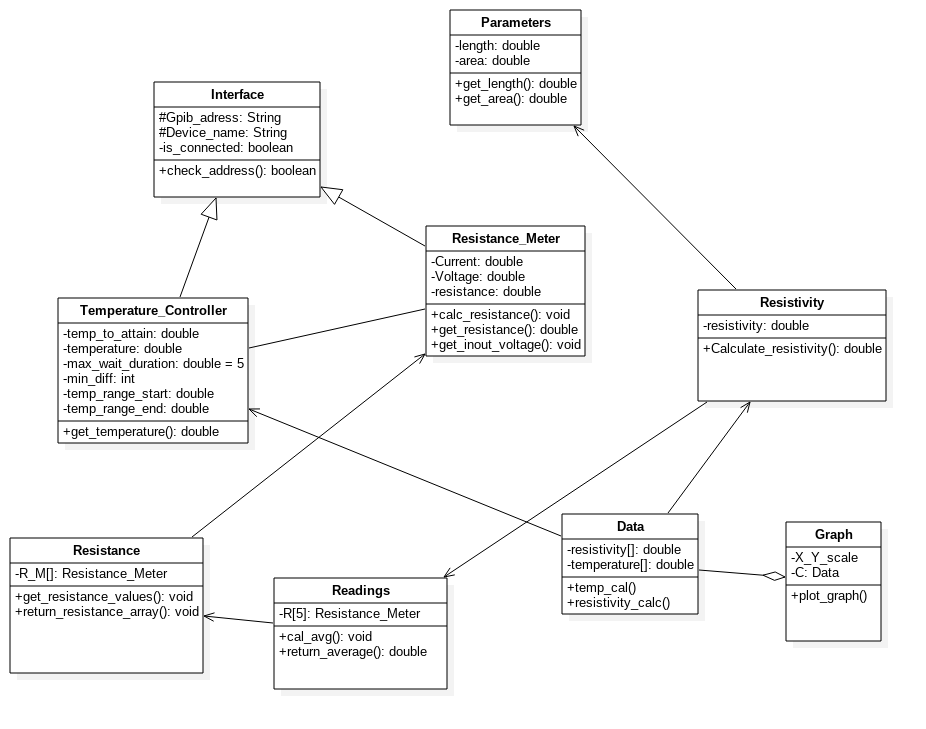 Parameters
-length: double
-area: double
+get_length(): double
+get_area(): double
Interface
#Gpib_adress: String
#Device_name: String
-is_connected: boolean
+check_address(): boolean
Resistance_Meter
-Current: double
-Voltage: double
-resistance: double
+calc_resistance(): void
+get_resistance(): double
+get_inout_voltage(): void
Temperature_Controller
-temp_to_attain: double
-temperature: double
-max_wait_duration: double = 5
-min_diff: int
-temp_range_start: double
-temp_range_end: double
+get_temperature(): double
Resistivity
-resistivity: double
+Calculate_resistivity(): double
Resistance
-R_M[]: Resistance_Meter
+get_resistance_values(): void
+return_resistance_array(): void
Readings
-R[5]: Resistance_Meter
+cal_avg(): void
+return_average(): double
Data
-resistivity[]: double
-temperature[]: double
+temp_cal()
+resistivity_calc()
Graph
-X_Y_scale
-C: Data
+plot_graph()